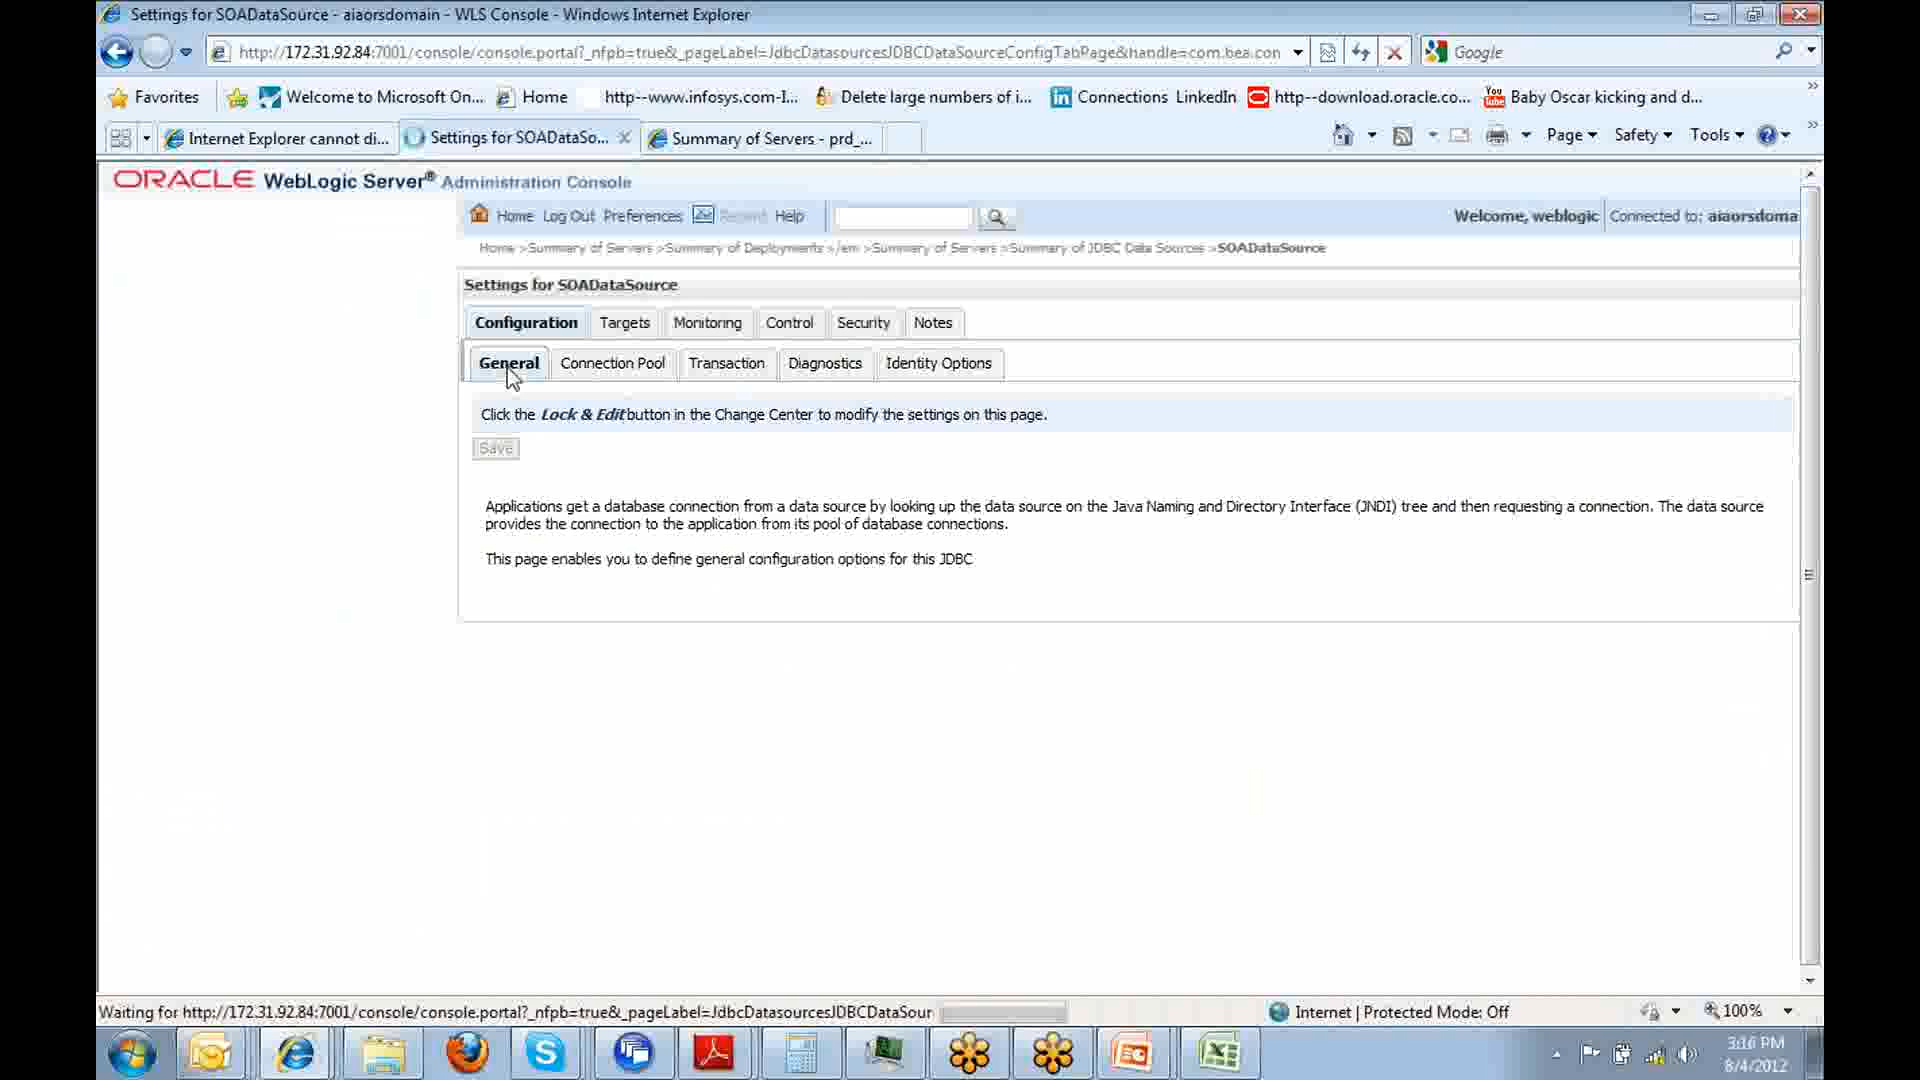 Settings for SOADataSource - aiaorsdomain - WLS Console - Windows Internet Explorer
http://172.31.92.84:7001/console/console.portal?_nfpb=true&_pageLabel=JdbcDatasourcesJDBCDataSourceConfigTabPage&handle=com.bea.con
Google
Favorites
Welcome to Microsoft On...
Home
http--www.infosys.com-I...
Delete large numbers of i...
Connections LinkedIn
http--download.oracle.co...
You Tube
Baby Oscar kicking and d...
Internet Explorer cannot di...
Settings for SOADataSo...
Summary of Servers - prd_...
Page
Safety
Tools
ORACLE WebLogic Server® Administration Console
Home Log Out Preferences Record Help
Welcome, weblogic
Connected to: aiaorsdoma
Home >Summary of Servers >Summary of Deployments >/em >Summary of Servers >Summary of JDBC Data Sources >SOADataSource
Settings for SOADataSource
Configuration Targets Monitoring Control Security Notes
General Connection Pool Transaction Diagnostics Identity Options
Click the Lock & Edit button in the Change Center to modify the settings on this page.
Save
Applications get a database connection from a data source by looking up the data source on the Java Naming and Directory Interface (JNDI) tree and then requesting a connection. The data source
provides the connection to the application from its pool of database connections.
This page enables you to define general configuration options for this JDBC
Waiting for http://172.31.92.84:7001/console/console.portal?_nfpb=true&_pageLabel=JdbcDatasourcesJDBCDataSour
Internet | Protected Mode: Off
100%
3:16 PM
8/4/2012